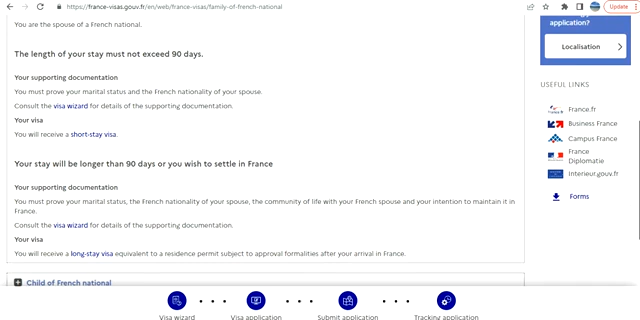 https://france-visas.gouv.fr/en/web/france-visas/family-of-french-national
Update
You are the spouse of a French national.
The length of your stay must not exceed 90 days.
Your supporting documentation
You must prove your marital status and the French nationality of your spouse.
Consult the visa wizard for details of the supporting documentation.
Your visa
You will receive a short-stay visa.
Your stay will be longer than 90 days or you wish to settle in France
Your supporting documentation
You must prove your marital status, the French nationality of your spouse, the community of life with your French spouse and your intention to maintain it in
France.
Consult the visa wizard for details of the supporting documentation.
Your visa
You will receive a long-stay visa equivalent to a residence permit subject to approval formalities after your arrival in France.
Child of French national
application?
Localisation
USEFUL LINKS
France.fr
Business France
Campus France
France
Diplomatie
Interieur.gouv.fr
Forms
Visa wizard
Visa application
Submit application
Tracking application